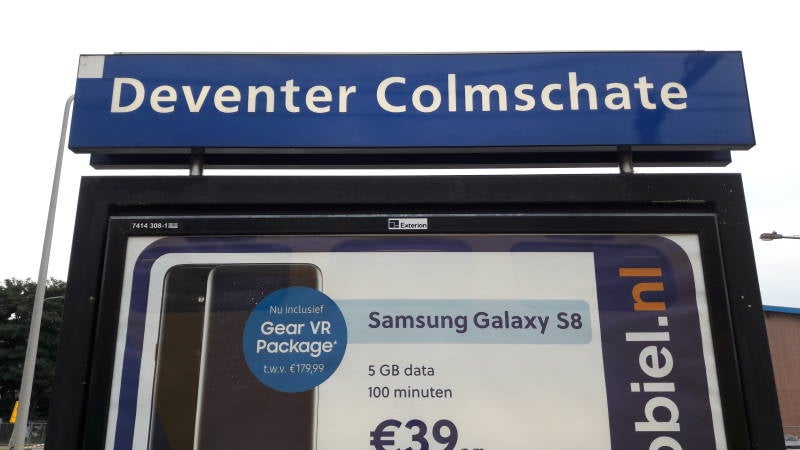 Deventer Colmschate
7414 308-1
Exterion
Nu inclusief
Gear VR
Package*
t.w.v. €179,99
Samsung Galaxy S8
5 GB data
100 minuten
€39,
obiel.nl